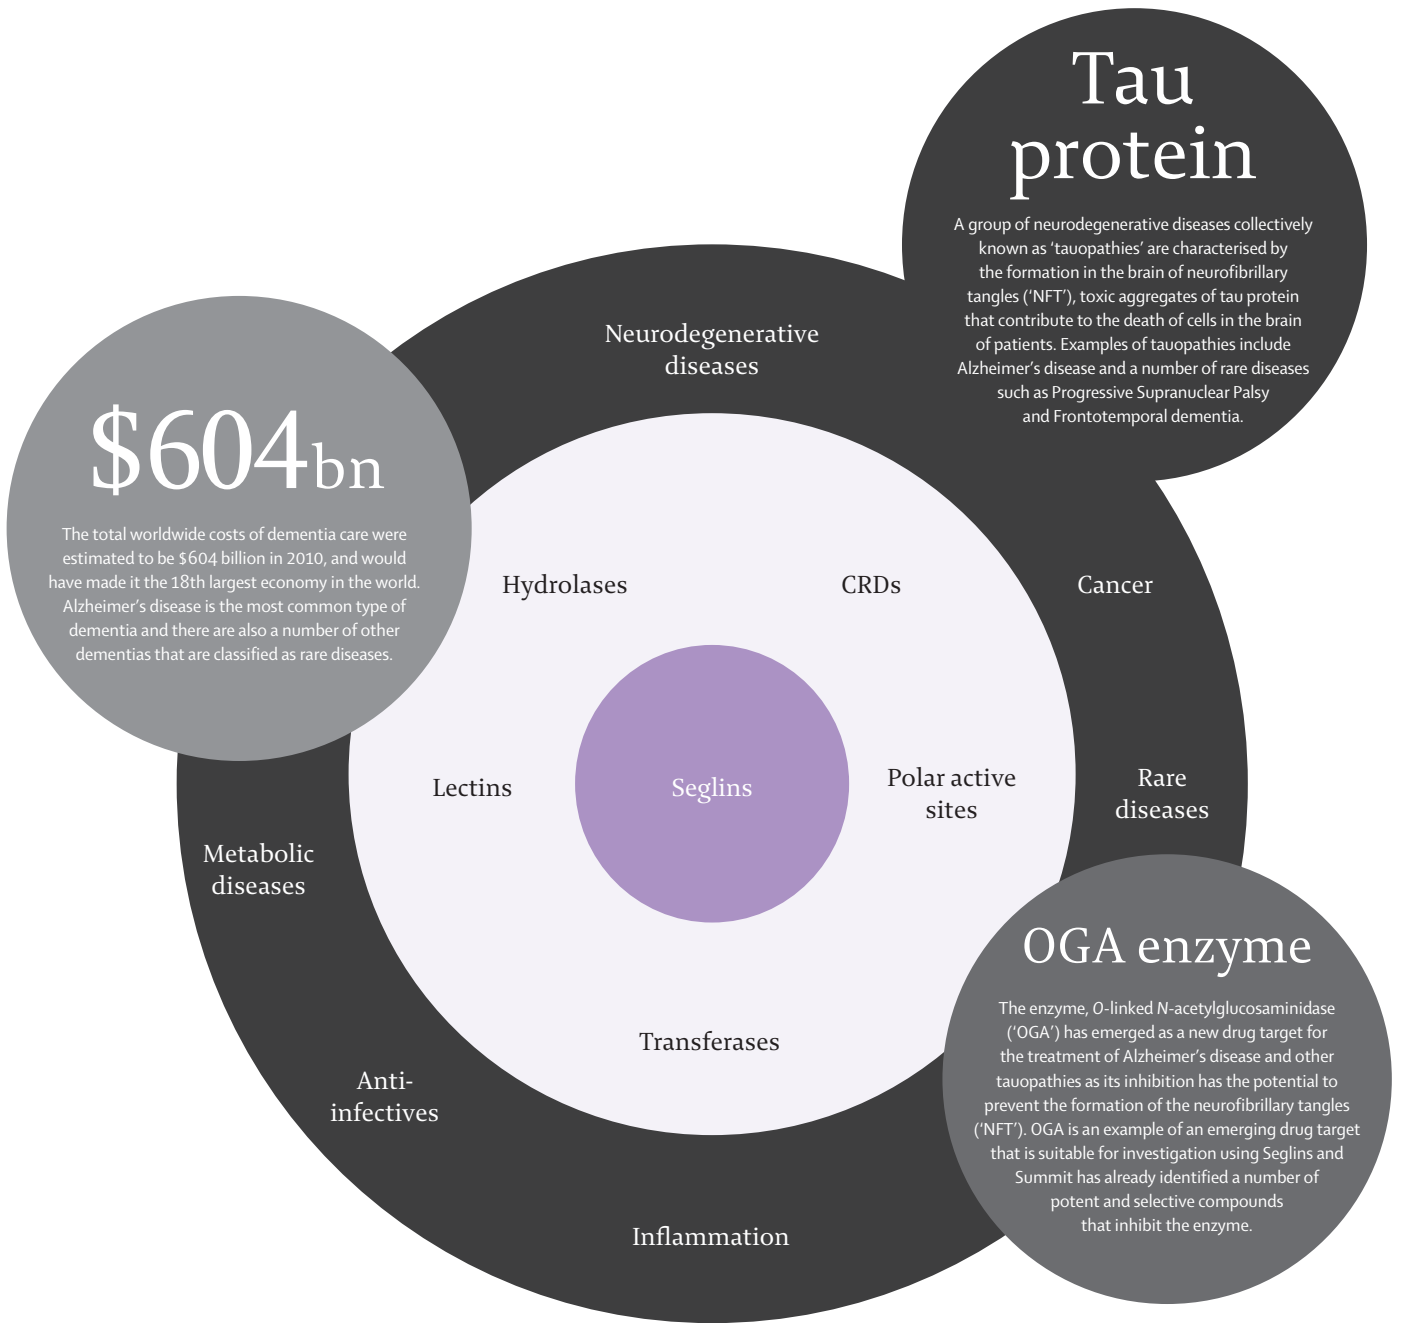 Tau
protein
A group of neurodegenerative diseases collectively
known as ‘tauopathies’ are characterised by
the formation in the brain of neurofibrillary
tangles (‘NFT’), toxic aggregates of tau protein
that contribute to the death of cells in the brain
of patients. Examples of tauopathies include
Alzheimer’s disease and a number of rare diseases
such as Progressive Supranuclear Palsy
and Frontotemporal dementia.
Neurodegenerative
diseases
$604bn
The total worldwide costs of dementia care were
estimated to be $604 billion in 2010, and would
have made it the 18th largest economy in the world.
Alzheimer’s disease is the most common type of
dementia and there are also a number of other
dementias that are classified as rare diseases.
Hydrolases
CRDs
Cancer
Lectins
Seglins
Polar active
sites
Rare
diseases
Metabolic
diseases
OGA enzyme
The enzyme, O-linked N-acetylglucosaminidase
(‘OGA’) has emerged as a new drug target for
the treatment of Alzheimer’s disease and other
tauopathies as its inhibition has the potential to
prevent the formation of the neurofibrillary tangles
(‘NFT’). OGA is an example of an emerging drug target
that is suitable for investigation using Seglins and
Summit has already identified a number of
potent and selective compounds
that inhibit the enzyme.
Transferases
Anti-
infectives
Inflammation